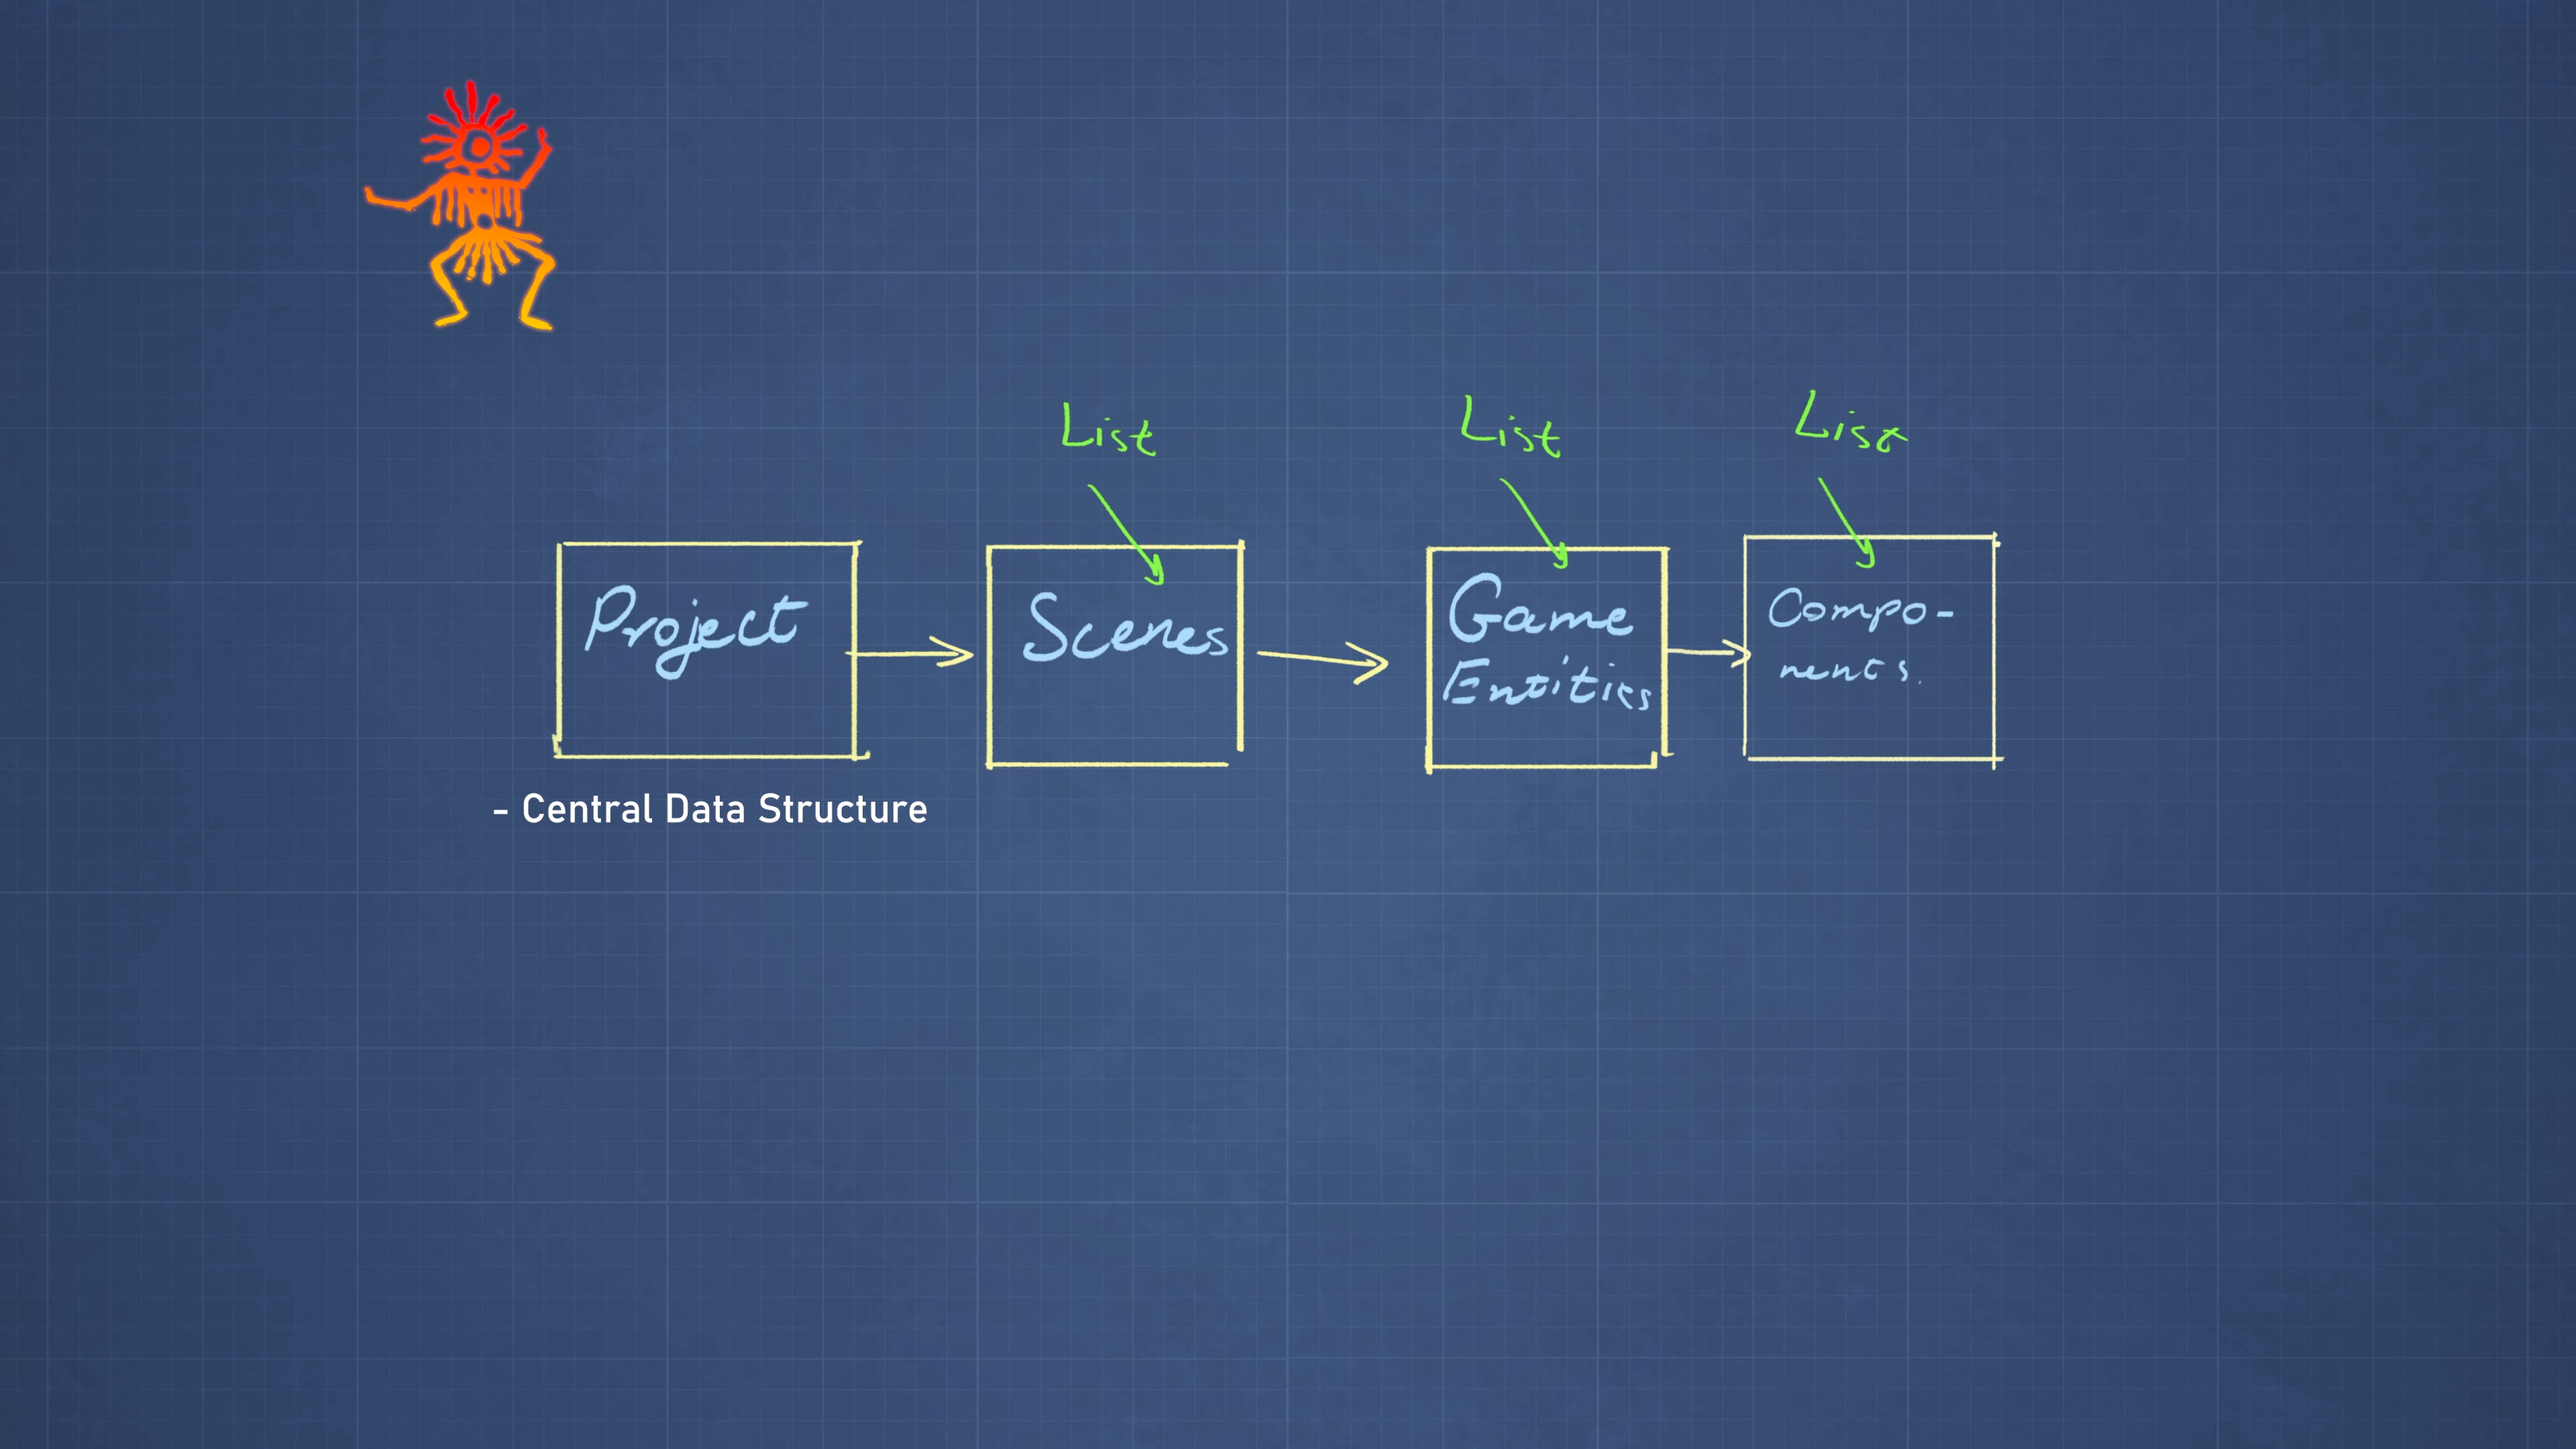 List
List
List
Project
Scenes
Game
Entities
Compo-
nents.
- Central Data Structure